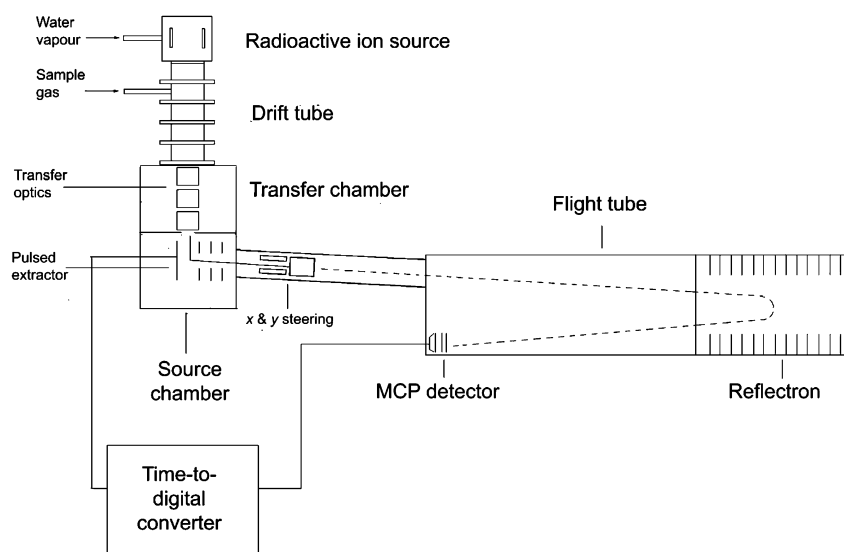 Water
vapour
Radioactive ion source
Sample
gas
Drift tube
Transfer
optics
Transfer chamber
Flight tube
Pulsed
extractor
x & y steering
Source
chamber
MCP detector
Reflectron
Time-to-
digital
converter